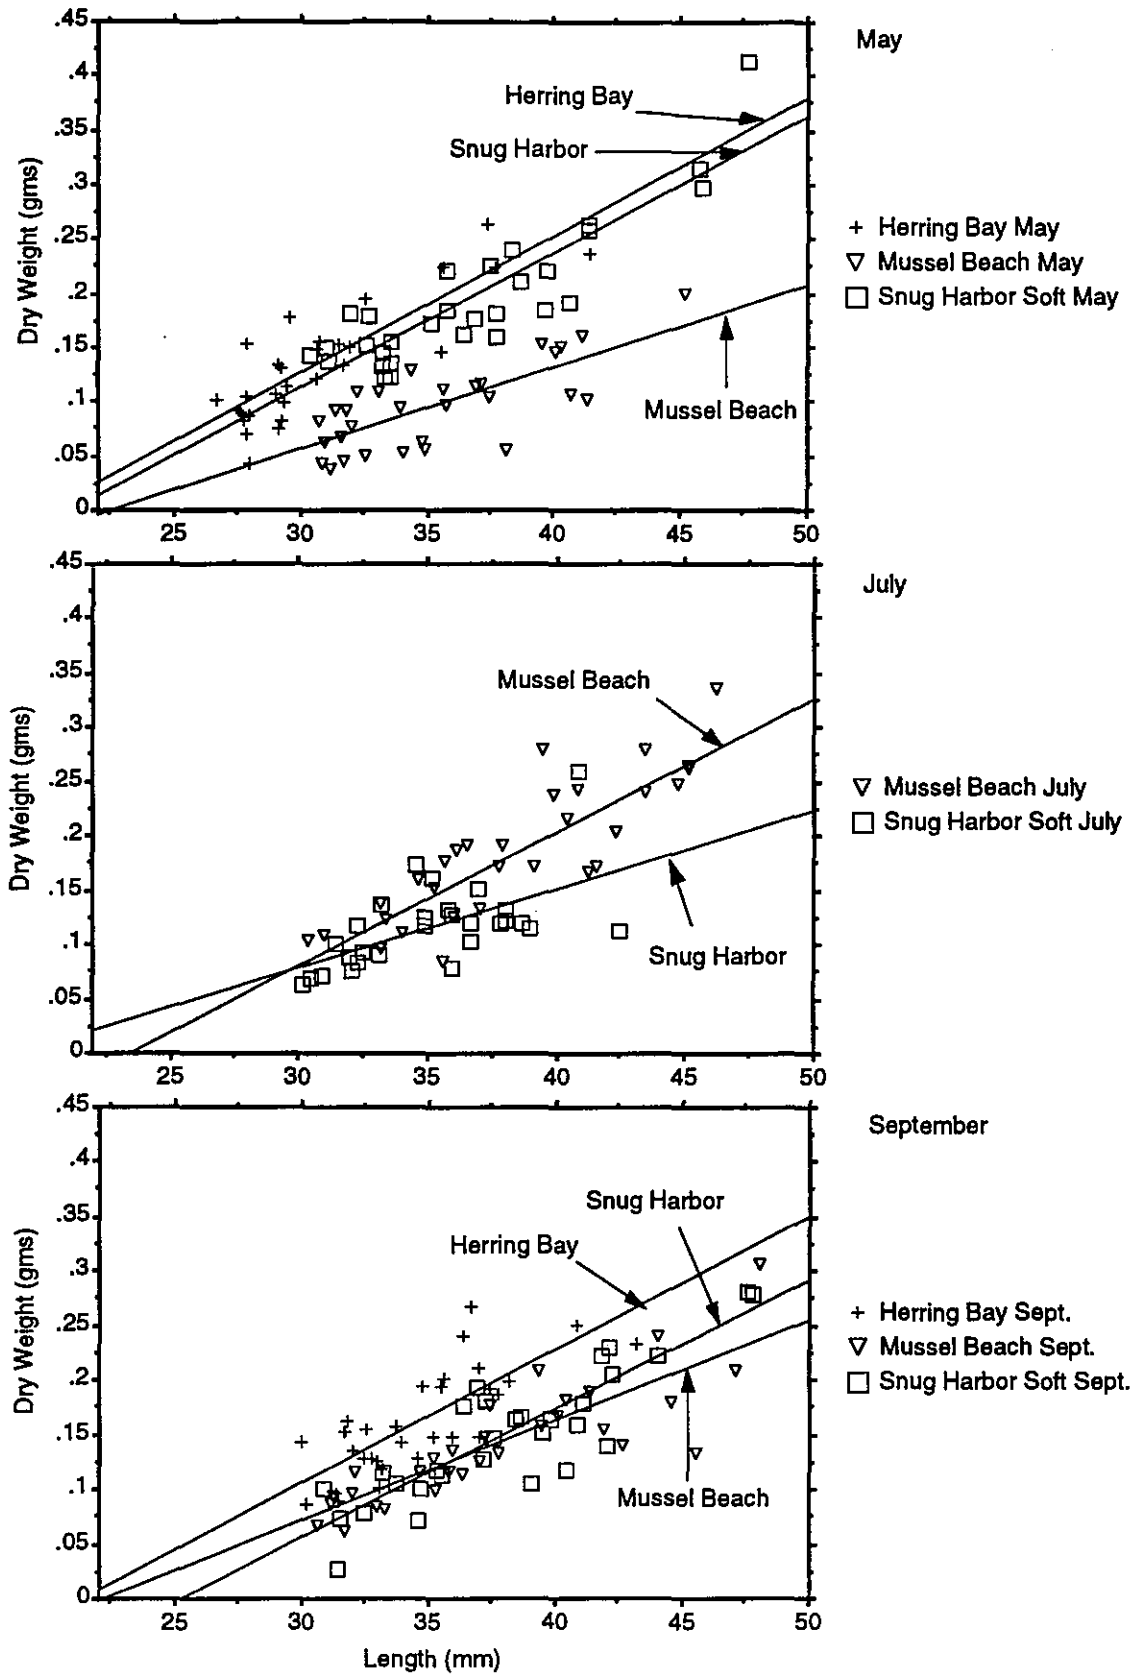 May
.45
.4
.35
.3
.25
.2
.15
.1
.05
0
Dry Weight (gms)
Herring Bay
Snug Harbor
Mussel Beach
+ Herring Bay May
▽ Mussel Beach May
□ Snug Harbor Soft May
25 30 35 40 45 50
July
.45
.4
.35
.3
.25
.2
.15
.1
.05
0
Dry Weight (gms)
Mussel Beach
Snug Harbor
▽ Mussel Beach July
□ Snug Harbor Soft July
25 30 35 40 45 50
September
.45
.4
.35
.3
.25
.2
.15
.1
.05
0
Dry Weight (gms)
Snug Harbor
Herring Bay
Mussel Beach
+ Herring Bay Sept.
▽ Mussel Beach Sept.
□ Snug Harbor Soft Sept.
25 30 35 40 45 50
Length (mm)